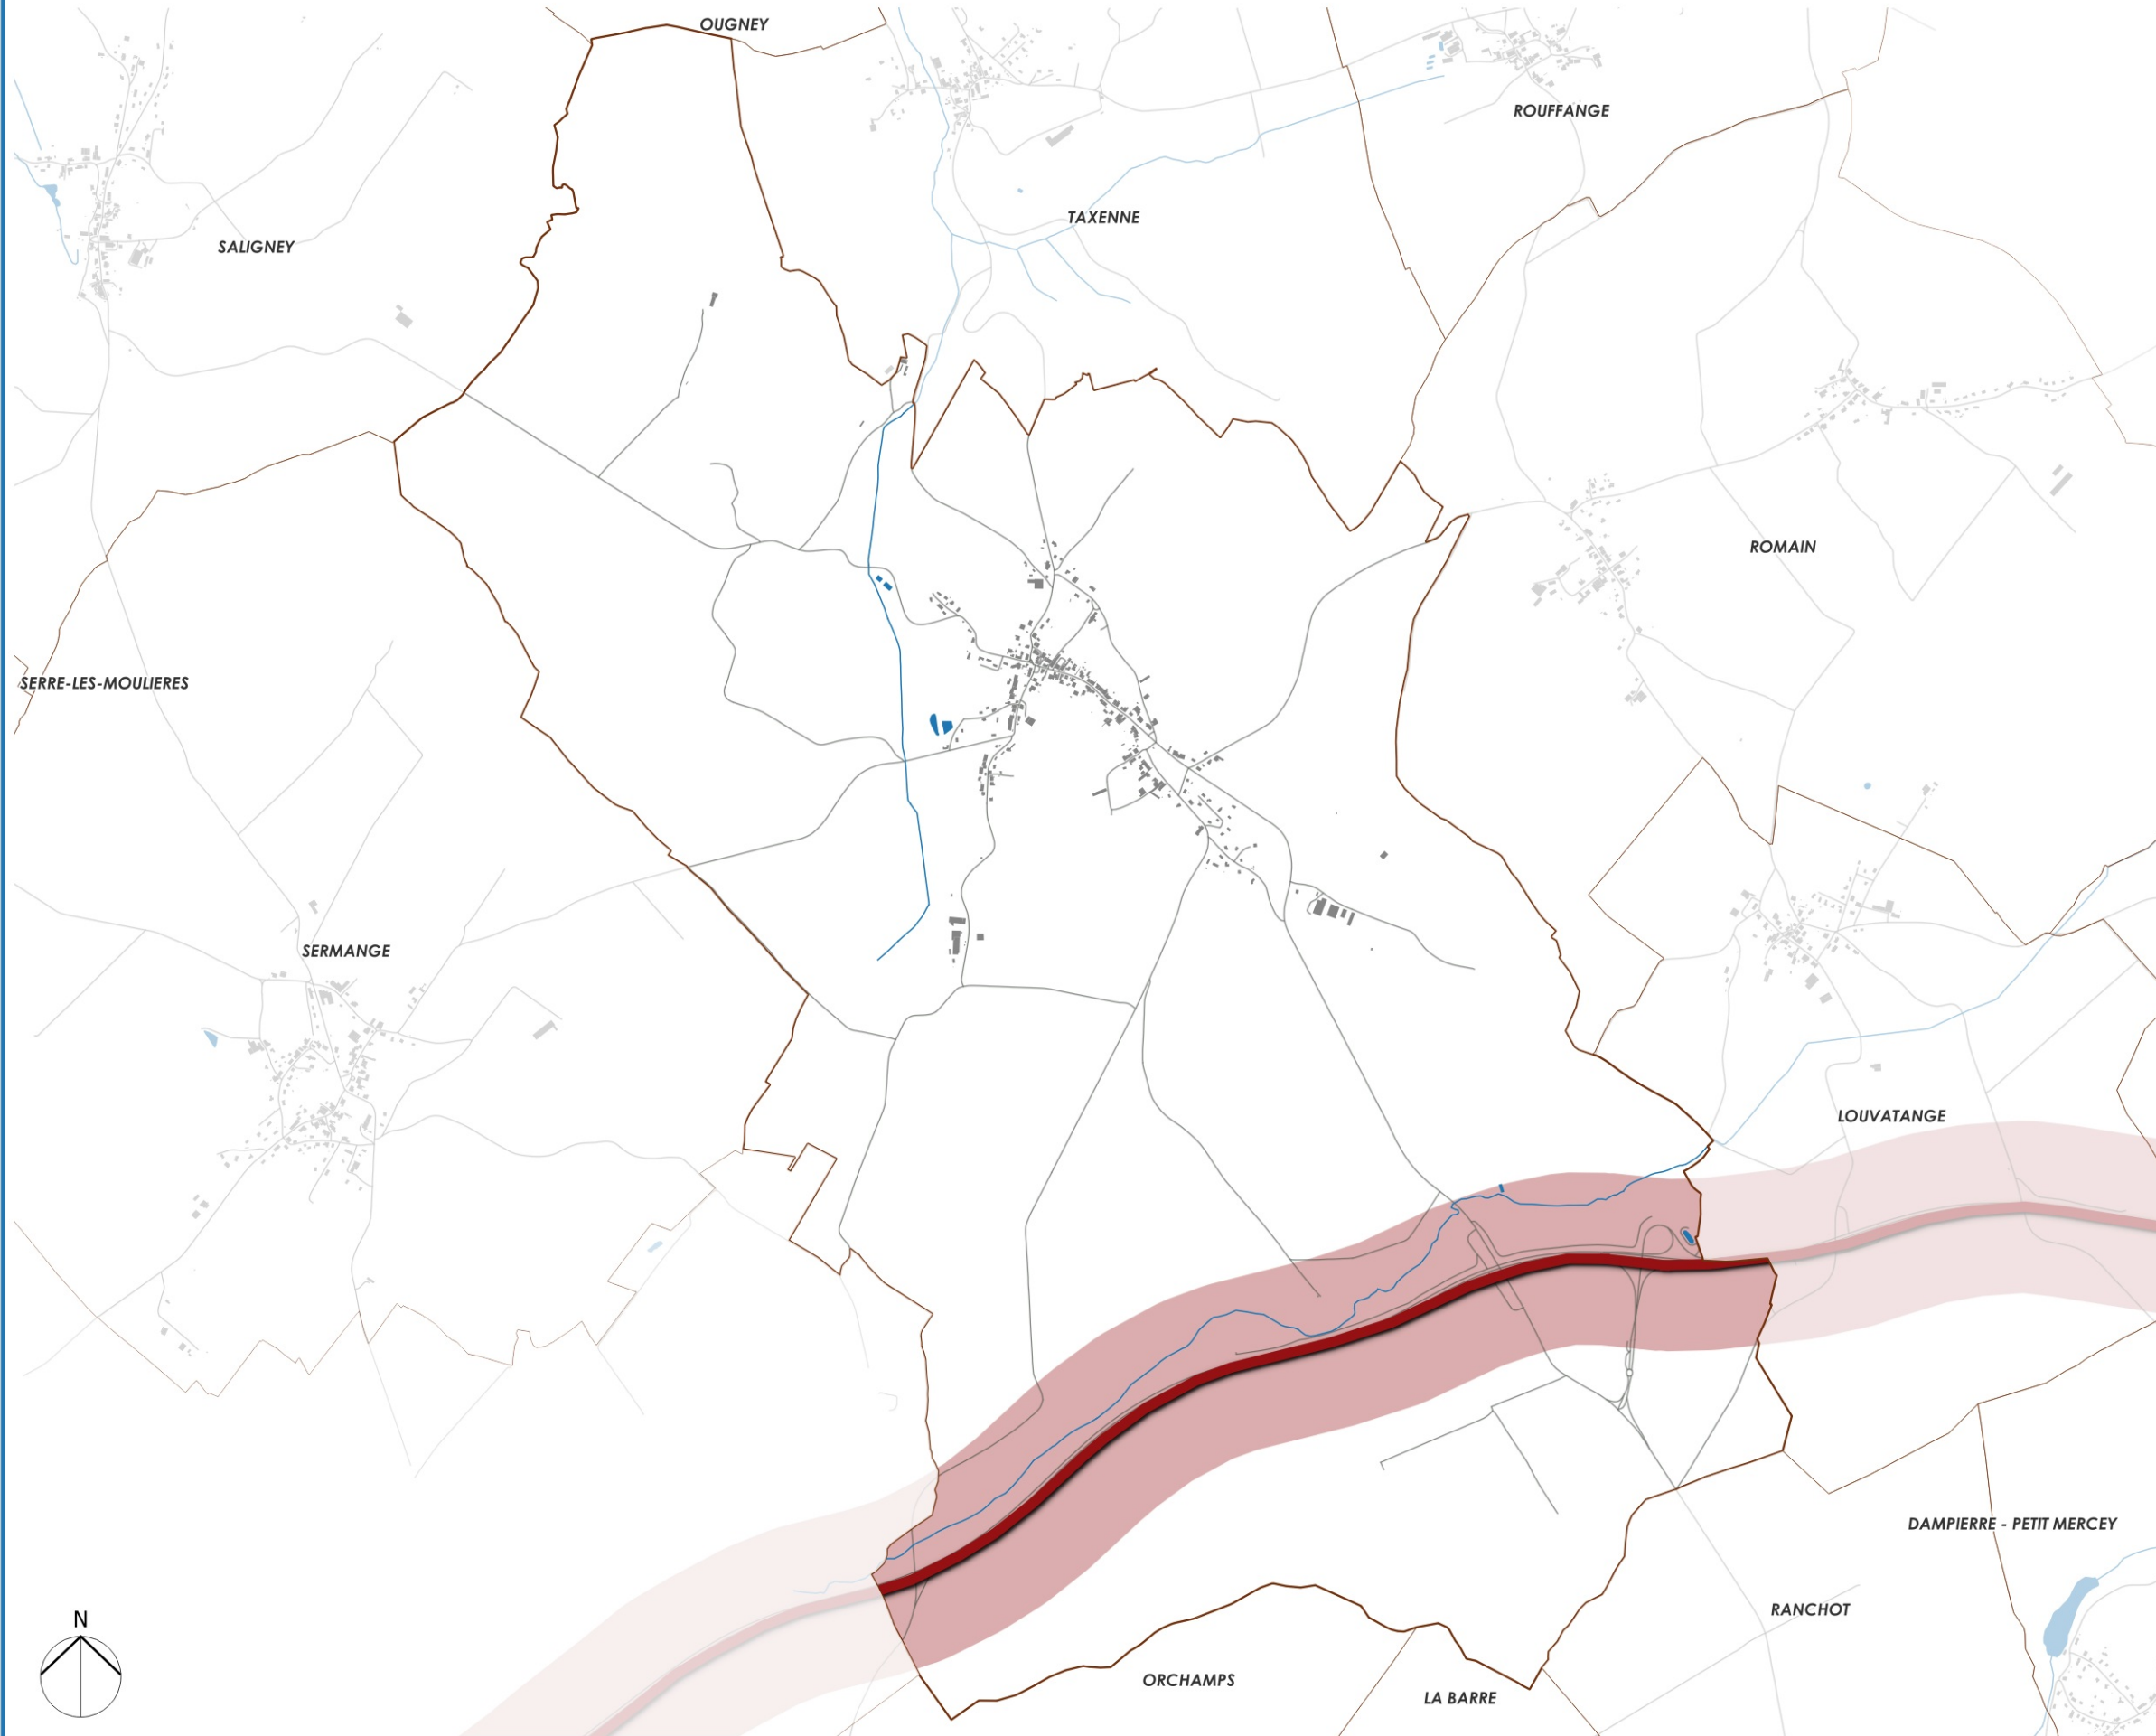 OUGNEY
ROUFFANGE
TAXENNE
SALIGNEY
ROMAIN
SERRE-LES-MOULIERES
SERMANGE
LOUVATANGE
DAMPIERRE - PETIT MERCEY
RANCHOT
N
ORCHAMPS
LA BARRE